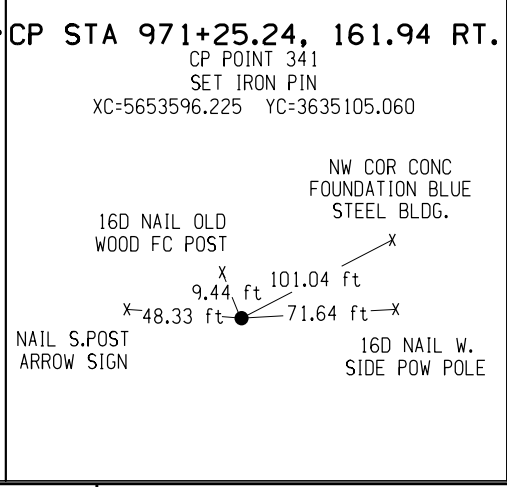 CP STA 971+25.24, 161.94 RT.
CP POINT 341
SET IRON PIN
XC=5653596.225 YC=3635105.060
NW COR CONC
FOUNDATION BLUE
STEEL BLDG.
16D NAIL OLD
WOOD FC POST
X
X
101.04 ft
9.44 ft
X
48.33 ft
71.64 ft
X
NAIL S.POST
ARROW SIGN
16D NAIL W.
SIDE POW POLE